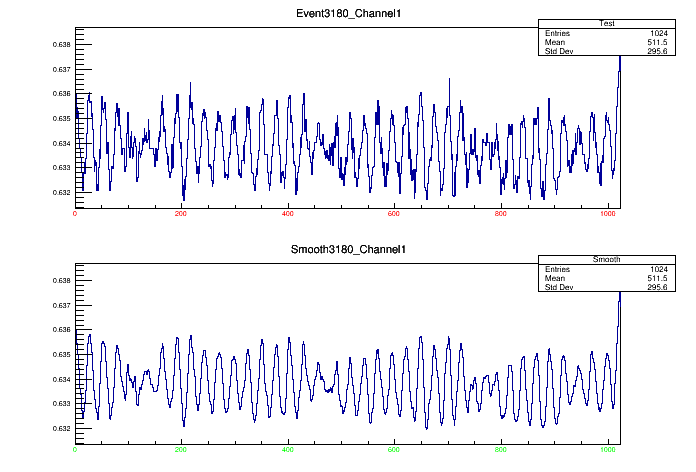 Event3180_Channel1
Test
Entries 1024
Mean 511.5
Std Dev 295.6
0.638
0.637
0.636
0.635
0.634
0.633
0.632
0 200 400 600 800 1000
Smooth3180_Channel1
Smooth
Entries 1024
Mean 511.5
Std Dev 295.6
0.638
0.637
0.636
0.635
0.634
0.633
0.632
0 200 400 600 800 1000